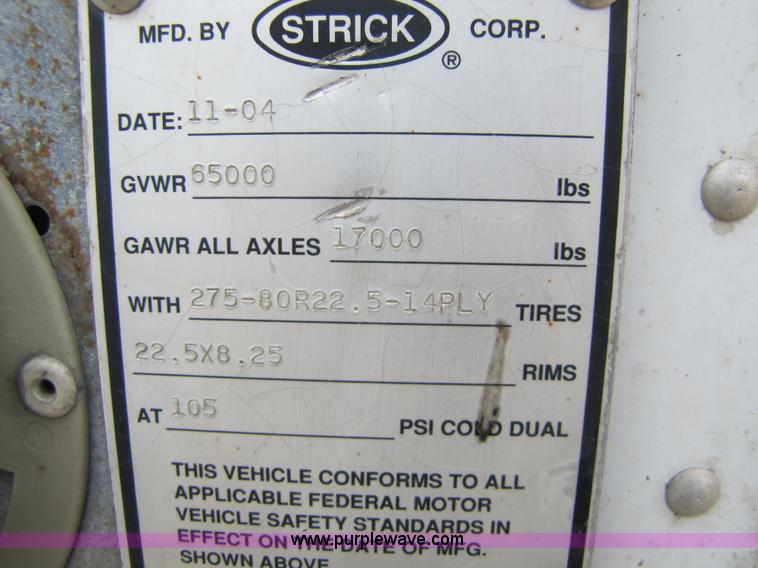 MFD. BY STRICK ® CORP.
DATE: 11-04
GVWR 65000 lbs
GAWR ALL AXLES 17000 lbs
WITH 275-80R22.5-14PLY TIRES
22.5X8.25 RIMS
AT 105 PSI COLD DUAL
THIS VEHICLE CONFORMS TO ALL
APPLICABLE FEDERAL MOTOR
VEHICLE SAFETY STANDARDS IN
EFFECT ON THE DATE OF MFG.
www.purplewave.com
SHOWN ABOVE